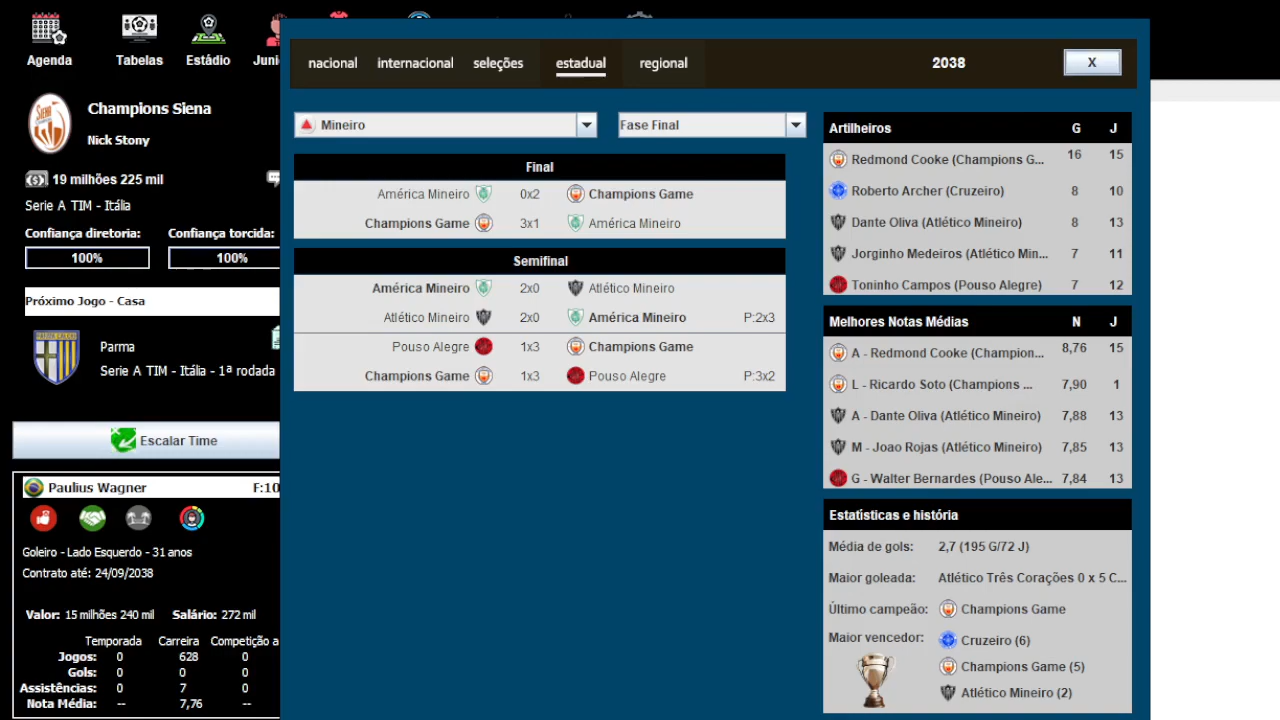 Agenda
Tabelas
Estádio
Juni
Champions Siena
Nick Stony
19 milhões 225 mil
Serie A TIM - Itália
Confiança diretoria:
Confiança torcida:
100%
100%
Próximo Jogo - Casa
Parma
Serie A TIM - Itália - 1ª rodada
Escalar Time
Paulius Wagner F:10
Goleiro - Lado Esquerdo - 31 anos
Contrato até: 24/09/2038
Valor: 15 milhões 240 mil Salário: 272 mil
Temporada Carreira Competição a
Jogos: 0 628 0
Gols: 0 0 0
Assistências: 0 7 0
Nota Média: -- 7,76 --
nacional internacional seleções estadual regional 2038 X
Mineiro
Fase Final
Final
América Mineiro 0x2 Champions Game
Champions Game 3x1 América Mineiro
Semifinal
América Mineiro 2x0 Atlético Mineiro
Atlético Mineiro 2x0 América Mineiro P:2x3
Pouso Alegre 1x3 Champions Game
Champions Game 1x3 Pouso Alegre P:3x2
Artilheiros G J
Redmond Cooke (Champions G... 16 15
Roberto Archer (Cruzeiro) 8 10
Dante Oliva (Atlético Mineiro) 8 13
Jorginho Medeiros (Atlético Min... 7 11
Toninho Campos (Pouso Alegre) 7 12
Melhores Notas Médias N J
A - Redmond Cooke (Champion... 8,76 15
L - Ricardo Soto (Champions ... 7,90 1
A - Dante Oliva (Atlético Mineiro) 7,88 13
M - Joao Rojas (Atlético Mineiro) 7,85 13
G - Walter Bernardes (Pouso Ale... 7,84 13
Estatísticas e história
Média de gols: 2,7 (195 G/72 J)
Maior goleada: Atlético Três Corações 0 x 5 C...
Último campeão: Champions Game
Maior vencedor: Cruzeiro (6)
Champions Game (5)
Atlético Mineiro (2)